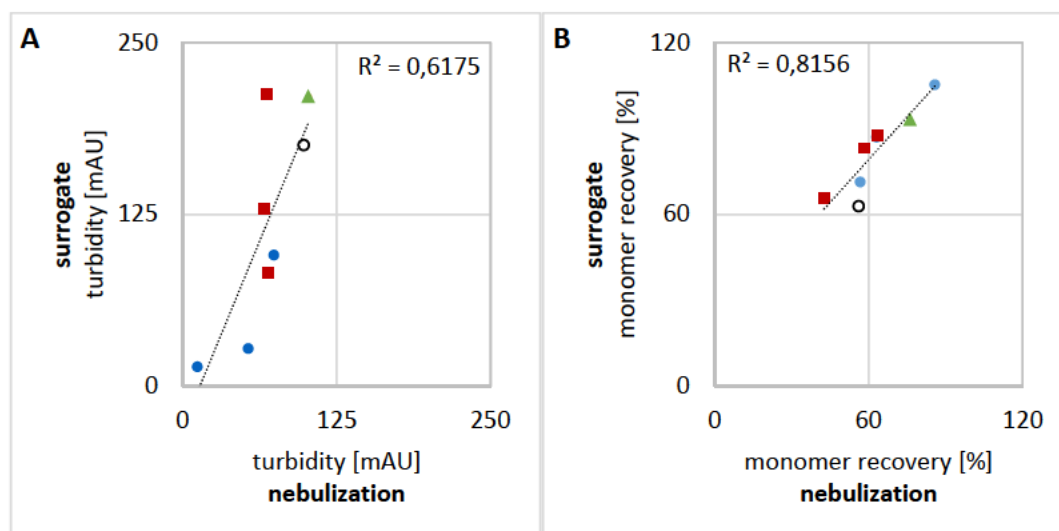 A
250
R² = 0,6175
surrogate
turbidity [mAU]
125
0
0 125 250
turbidity [mAU]
nebulization
B
120
R² = 0,8156
surrogate
monomer recovery [%]
60
0
0 60 120
monomer recovery [%]
nebulization